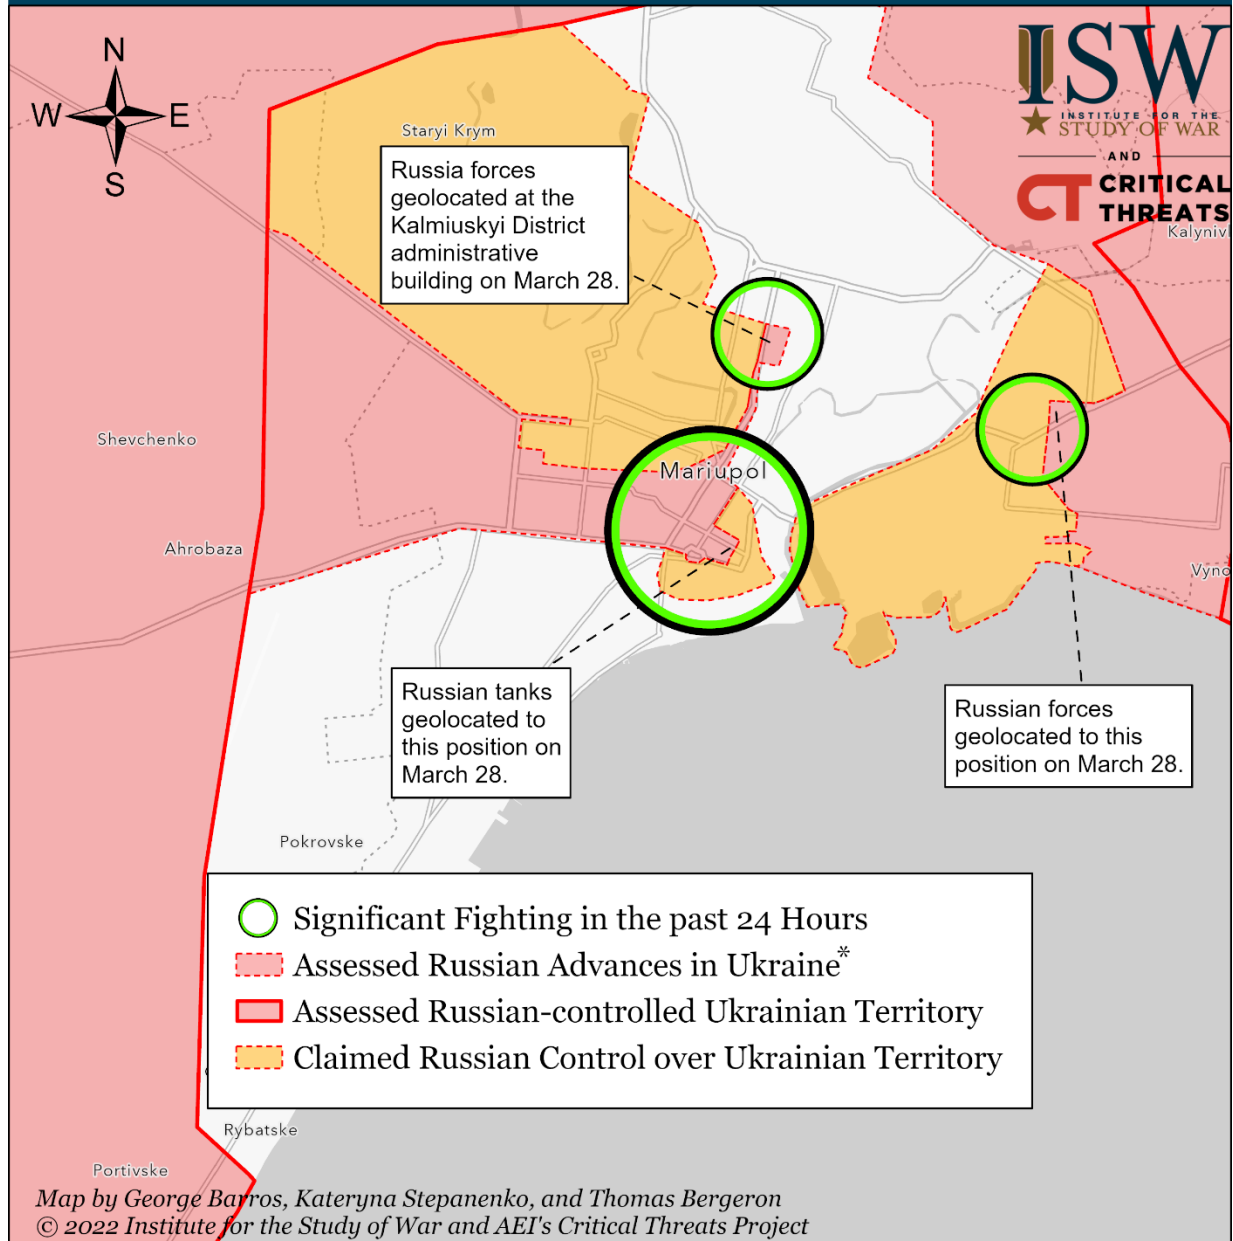 N
W E
S
ISW
INSTITUTE FOR THE
STUDY OF WAR
AND
CT CRITICAL
THREATS
Kalynivk
Staryi Krym
Russia forces
geolocated at the
Kalmiuskyi District
administrative
building on March 28.
Shevchenko
Mariupol
Ahrobaza
Vyno
Russian tanks
geolocated to
this position on
March 28.
Russian forces
geolocated to this
position on March 28.
Pokrovske
Significant Fighting in the past 24 Hours
Assessed Russian Advances in Ukraine*
Assessed Russian-controlled Ukrainian Territory
Claimed Russian Control over Ukrainian Territory
Rybatske
Portivske
Map by George Barros, Kateryna Stepanenko, and Thomas Bergeron
© 2022 Institute for the Study of War and AEI's Critical Threats Project